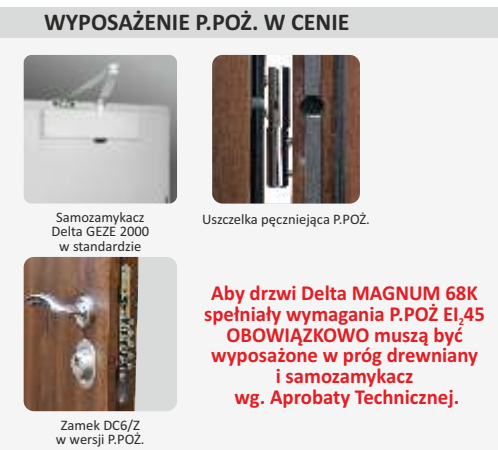 WYPOSAŻENIE P.POŻ. W CENIE
Samozamykacz
Delta GEZE 2000
w standardzie
Uszczelka pęczniejąca P.POŻ.
Zamek DC6/Z
w wersji P.POŻ.
Aby drzwi Delta MAGNUM 68K
spełniały wymagania P.POŻ EI₂45
OBOWIĄZKOWO muszą być
wyposażone w próg drewniany
i samozamykacz
wg. Aprobaty Technicznej.